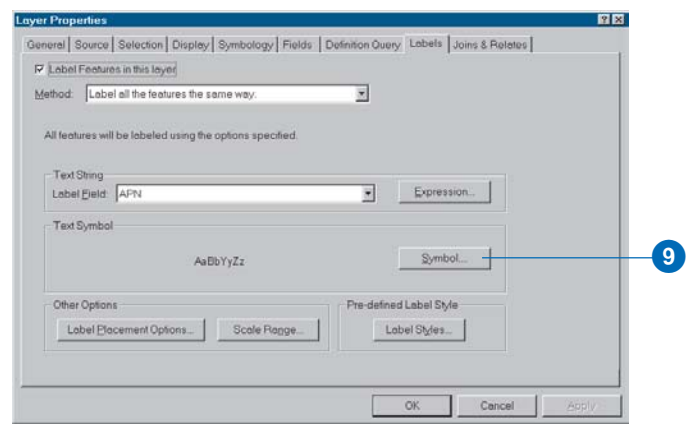 Layer Properties
General Source Selection Display Symbology Fields Definition Query Labels Joins & Relates
Label Features in this layer
Method: Label all the features the same way.
All features will be labeled using the options specified.
Text String
Label Field: APN Expression...
Text Symbol
AaBbYyZz Symbol... 9
Other Options Pre-defined Label Style
Label Placement Options... Scale Range... Label Styles...
OK Cancel Apply